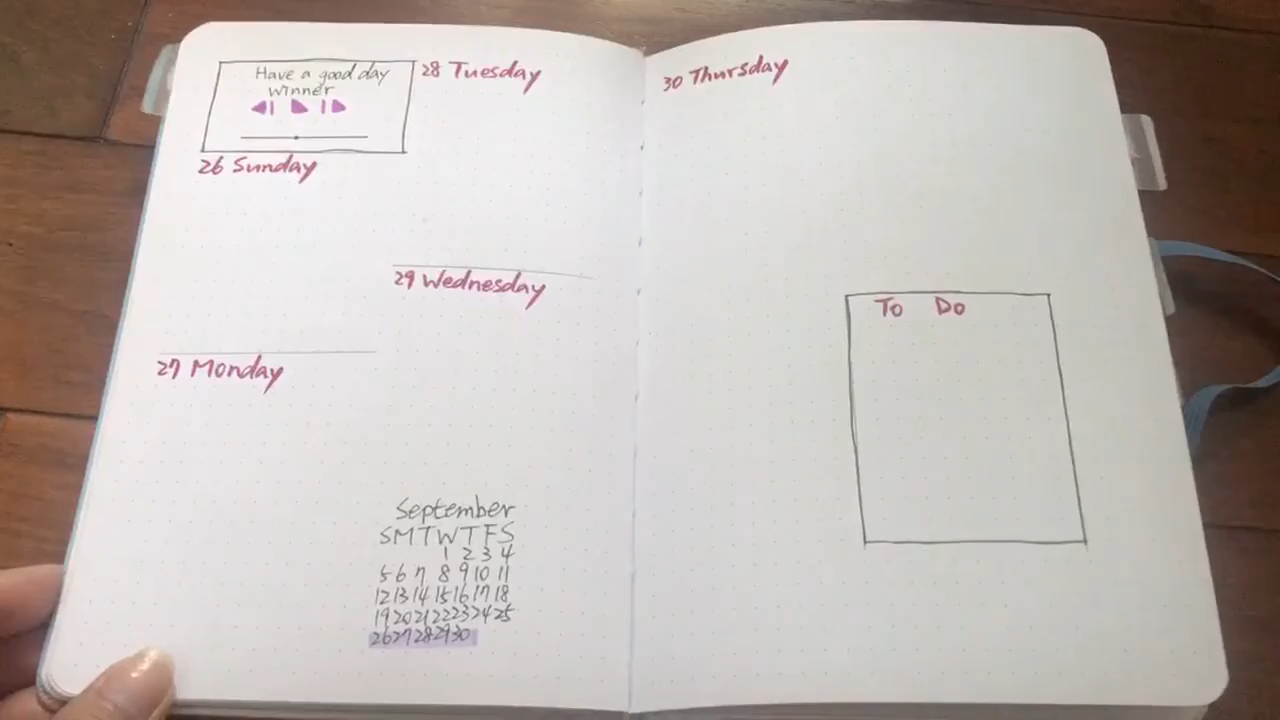 Have a good day
Winner
26 Sunday
27 Monday
28 Tuesday
29 Wednesday
September
S M T W T F S
1 2 3 4
5 6 7 8 9 10 11
12 13 14 15 16 17 18
19 20 21 22 23 24 25
26 27 28 29 30
30 Thursday
To Do